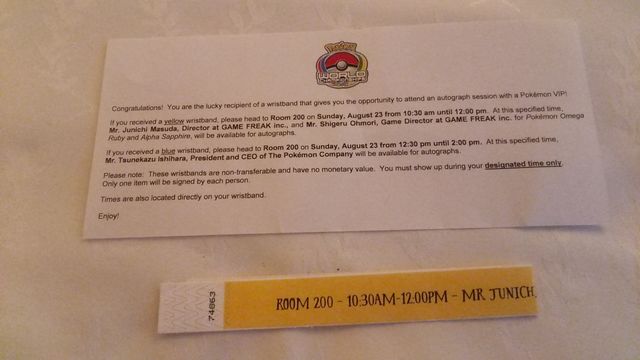 Pokémon
WORLD
Congratulations! You are the lucky recipient of a wristband that gives you the opportunity to attend an autograph session with a Pokémon VIP!
If you received a yellow wristband, please head to Room 200 on Sunday, August 23 from 10:30 am until 12:00 pm. At this specified time,
Mr. Junichi Masuda, Director at GAME FREAK inc., and Mr. Shigeru Ohmori, Game Director at GAME FREAK inc. for Pokémon Omega
Ruby and Alpha Sapphire, will be available for autographs.
If you received a blue wristband, please head to Room 200 on Sunday, August 23 from 12:30 pm until 2:00 pm. At this specified time,
Mr. Tsunekazu Ishihara, President and CEO of The Pokémon Company will be available for autographs.
Please note: These wristbands are non-transferable and have no monetary value. You must show up during your designated time only.
Only one item will be signed by each person.
Times are also located directly on your wristband.
Enjoy!
74863
ROOM 200 - 10:30AM-12:00PM - MR JUNICH